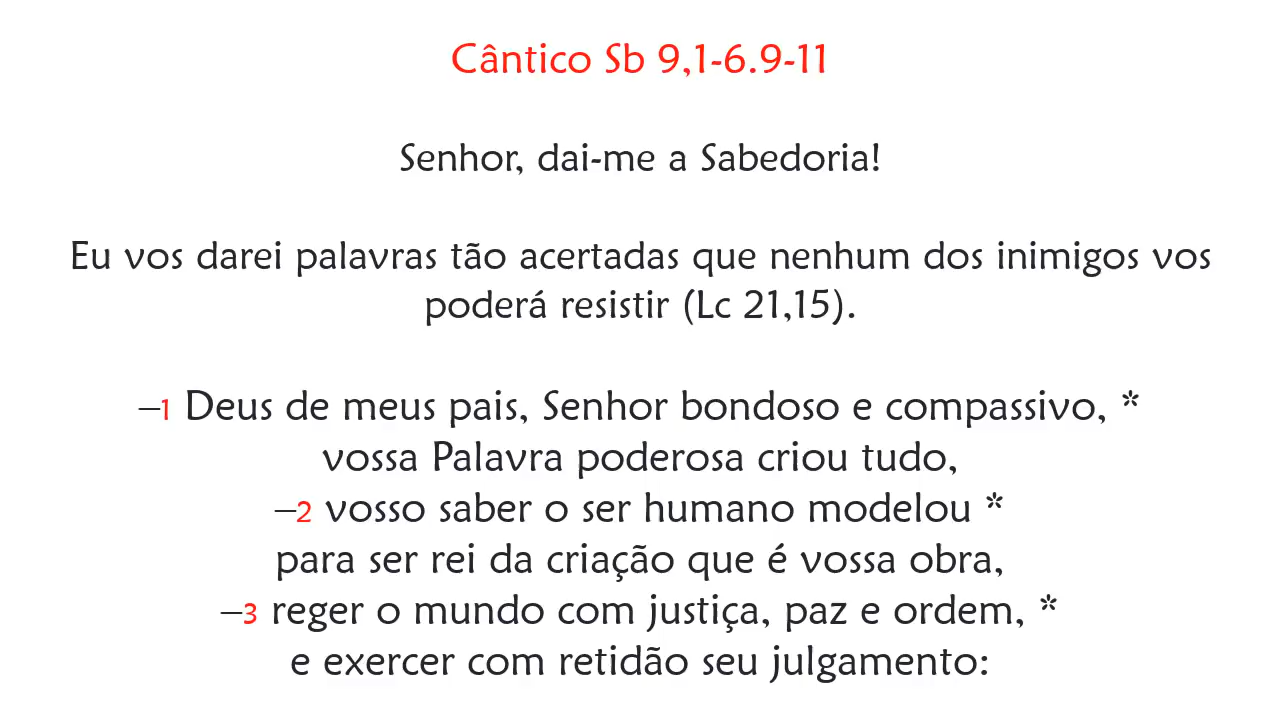 Cântico Sb 9,1-6.9-11
Senhor, dai-me a Sabedoria!
Eu vos darei palavras tão acertadas que nenhum dos inimigos vos
poderá resistir (Lc 21,15).
–1 Deus de meus pais, Senhor bondoso e compassivo, *
vossa Palavra poderosa criou tudo,
–2 vosso saber o ser humano modelou *
para ser rei da criação que é vossa obra,
–3 reger o mundo com justiça, paz e ordem, *
e exercer com retidão seu julgamento: